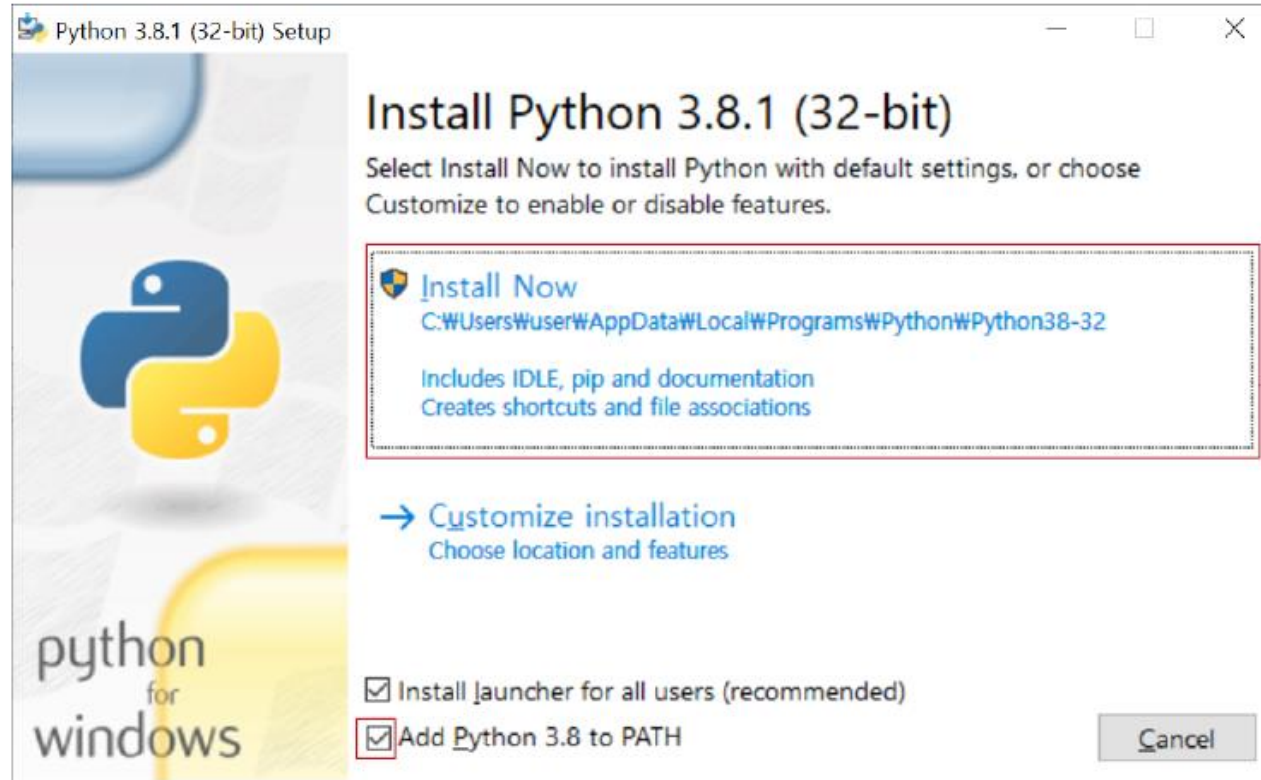 Python 3.8.1 (32-bit) Setup
Install Python 3.8.1 (32-bit)
Select Install Now to install Python with default settings, or choose
Customize to enable or disable features.
Install Now
C:₩Users₩user₩AppData₩Local₩Programs₩Python₩Python38-32
Includes IDLE, pip and documentation
Creates shortcuts and file associations
Customize installation
Choose location and features
python
for
windows
Install launcher for all users (recommended)
Add Python 3.8 to PATH
Cancel